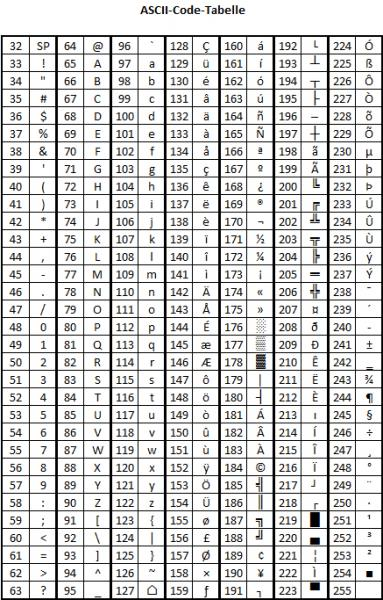 ASCII-Code-Tabelle
32 SP 64 @ 96 ` 128 Ç 160 á 192 └ 224 Ó
33 ! 65 A 97 a 129 ü 161 í 193 ┴ 225 ß
34 " 66 B 98 b 130 é 162 ó 194 ┬ 226 Ô
35 # 67 C 99 c 131 â 163 ú 195 ├ 227 Ò
36 $ 68 D 100 d 132 ä 164 ñ 196 ─ 228 õ
37 % 69 E 101 e 133 à 165 Ñ 197 ┼ 229 Õ
38 & 70 F 102 f 134 å 166 ª 198 ã 230 µ
39 ' 71 G 103 g 135 ç 167 º 199 Ã 231 þ
40 ( 72 H 104 h 136 ê 168 ¿ 200 ╚ 232 Þ
41 ) 73 I 105 i 137 ë 169 ® 201 ╔ 233 Ú
42 * 74 J 106 j 138 è 170 ¬ 202 ╩ 234 Û
43 + 75 K 107 k 139 ï 171 ½ 203 ╦ 235 Ù
44 , 76 L 108 l 140 î 172 ¼ 204 ╠ 236 ý
45 - 77 M 109 m 141 ì 173 ¡ 205 ═ 237 Ý
46 . 78 N 110 n 142 Ä 174 « 206 ╬ 238 ¯
47 / 79 O 111 o 143 Å 175 » 207 ¤ 239 ´
48 0 80 P 112 p 144 É 176 ░ 208 ð 240 -
49 1 81 Q 113 q 145 æ 177 ▒ 209 Đ 241 ±
50 2 82 R 114 r 146 Æ 178 ▓ 210 Ê 242 ‗
51 3 83 S 115 s 147 ô 179 │ 211 Ë 243 ¾
52 4 84 T 116 t 148 ö 180 ┤ 212 È 244 ¶
53 5 85 U 117 u 149 ò 181 Á 213 ı 245 §
54 6 86 V 118 v 150 û 182 Â 214 Í 246 ÷
55 7 87 W 119 w 151 ù 183 À 215 Î 247 ¸
56 8 88 X 120 x 152 ÿ 184 © 216 Ï 248 °
57 9 89 Y 121 y 153 Ö 185 ╣ 217 ┘ 249 ¨
58 : 90 Z 122 z 154 Ü 186 ║ 218 ┌ 250 ·
59 ; 91 [ 123 { 155 ø 187 ╗ 219 █ 251 ¹
60 < 92 \ 124 | 156 £ 188 ╝ 220 ▄ 252 ³
61 = 93 ] 125 } 157 Ø 189 ¢ 221 ¦ 253 ²
62 > 94 ^ 126 ~ 158 × 190 ¥ 222 Ì 254 ■
63 ? 95 _ 127 ⌂ 159 ƒ 191 ┐ 223 ▀ 255